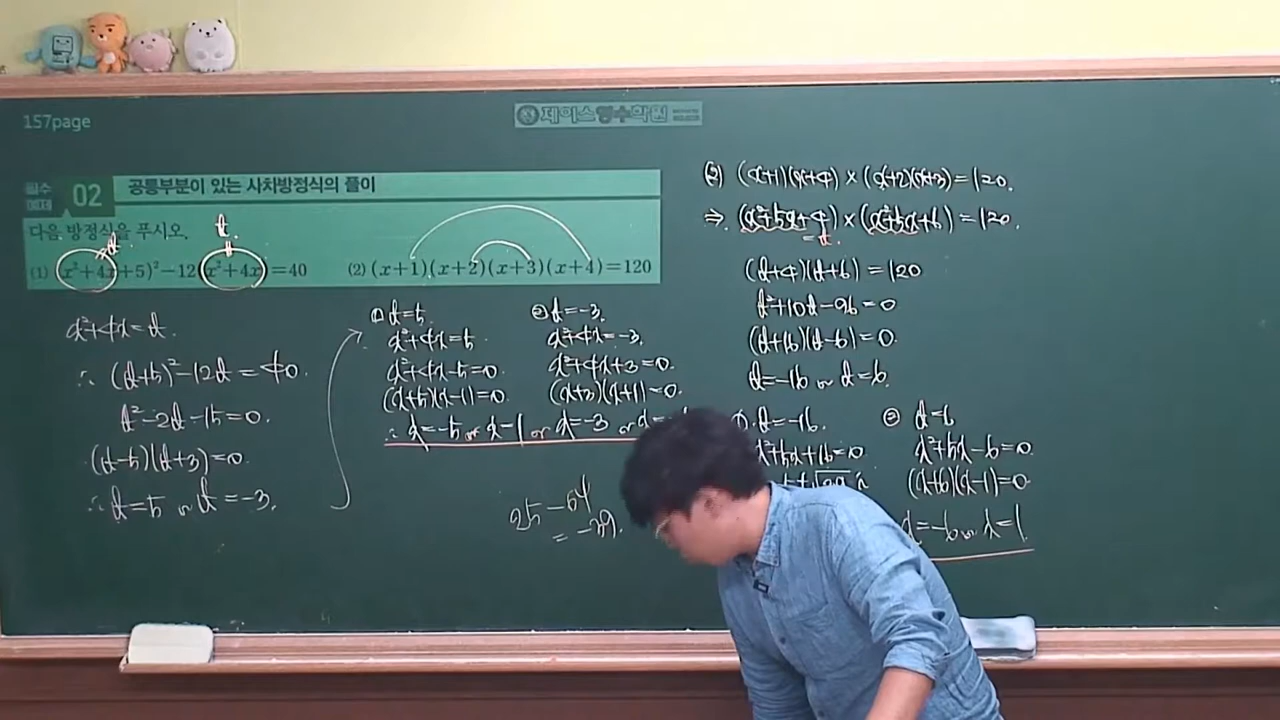 157page
제이스영수학원
필수 예제 02 공통부분이 있는 사차방정식의 풀이
다음 방정식을 푸시오.
t
t
(1) (x²+4x+5)²-12(x²+4x)=40
(2) (x+1)(x+2)(x+3)(x+4)=120
x²+4x=t.
∴ (t+5)²-12t=40.
t²-2t-15=0.
(t-5)(t+3)=0.
∴ t=5 or t=-3.
① t=5.
x²+4x=5.
x²+4x-5=0.
(x+5)(x-1)=0.
② t=-3.
x²+4x=-3.
x²+4x+3=0.
(x+3)(x+1)=0.
∴ x=-5 or x=1 or x=-3 or x=
25-64
=-39.
(2) (x+1)(x+4)×(x+2)(x+3)=120.
⇒. (x²+5x+4)×(x²+5x+6)=120.
=t.
(t+4)(t+6)=120
t²+10t-96=0
(t+16)(t-6)=0.
t=-16 or t=6.
t=-16.
x²+5x+16=0
② t=6
x²+5x-6=0.
(x+6)(x-1)=0
x=-6 or x=1